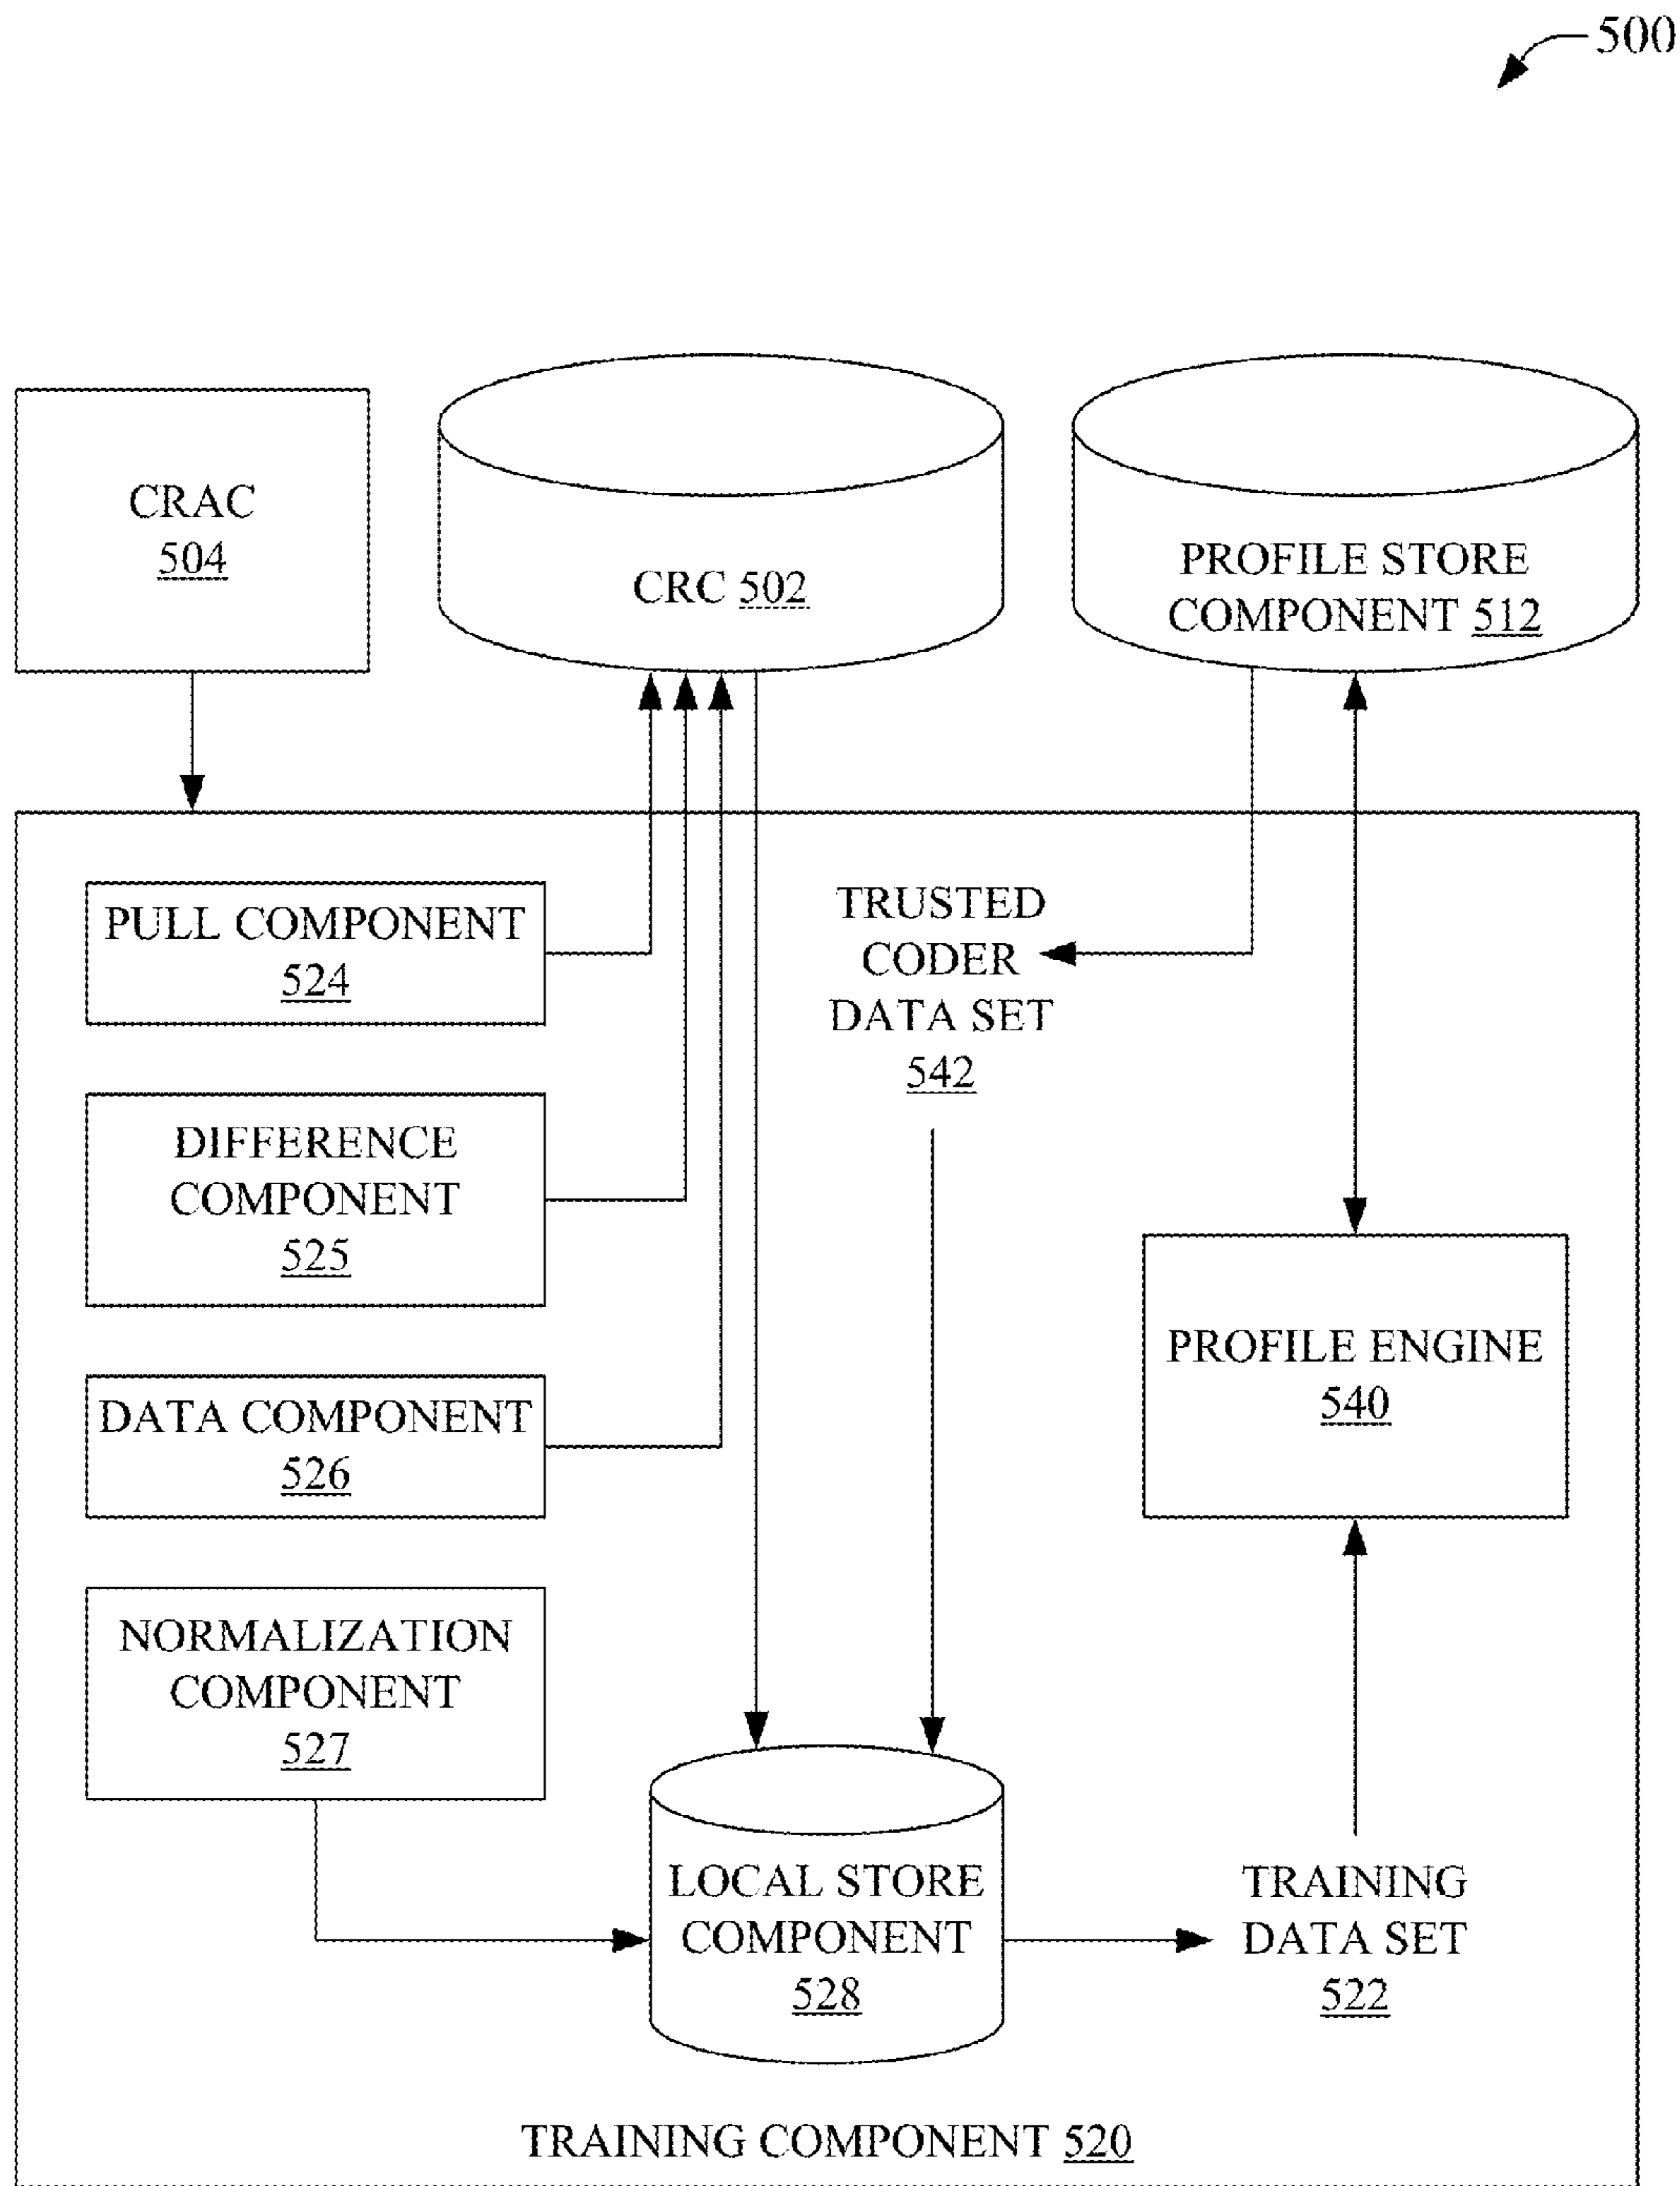 500
CRAC
504
CRC 502
PROFILE STORE
COMPONENT 512
PULL COMPONENT
524
TRUSTED
CODER
DATA SET
542
DIFFERENCE
COMPONENT
525
PROFILE ENGINE
540
DATA COMPONENT
526
NORMALIZATION
COMPONENT
527
LOCAL STORE
COMPONENT
528
TRAINING
DATA SET
522
TRAINING COMPONENT 520